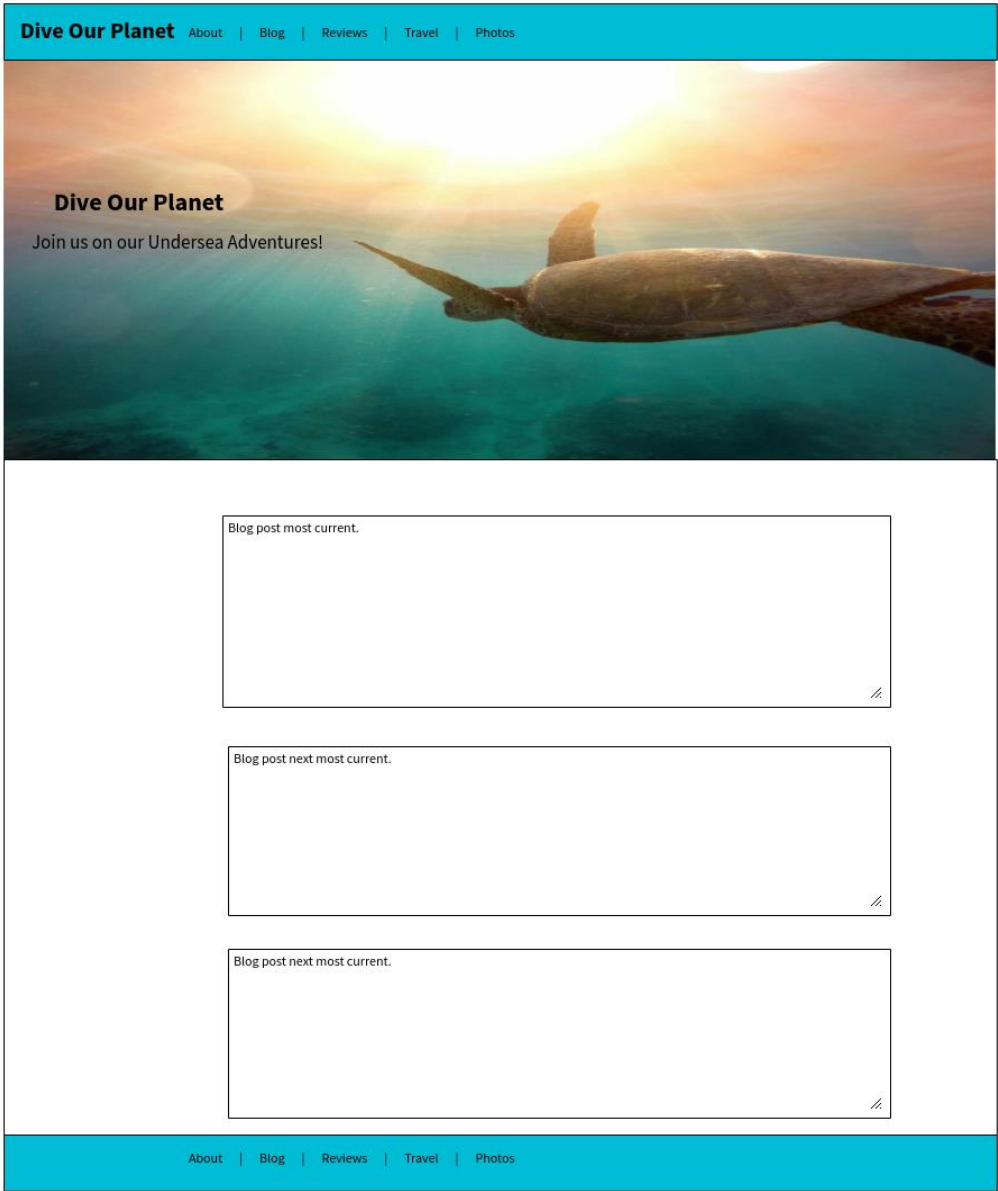 Dive Our Planet About | Blog | Reviews | Travel | Photos
Dive Our Planet
Join us on our Undersea Adventures!
Blog post most current.
Blog post next most current.
Blog post next most current.
About | Blog | Reviews | Travel | Photos